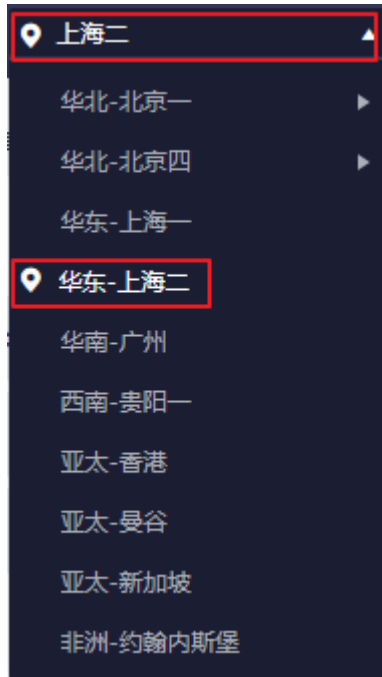 上海二
华北-北京一
华北-北京四
华东-上海一
华东-上海二
华南-广州
西南-贵阳一
亚太-香港
亚太-曼谷
亚太-新加坡
非洲-约翰内斯堡